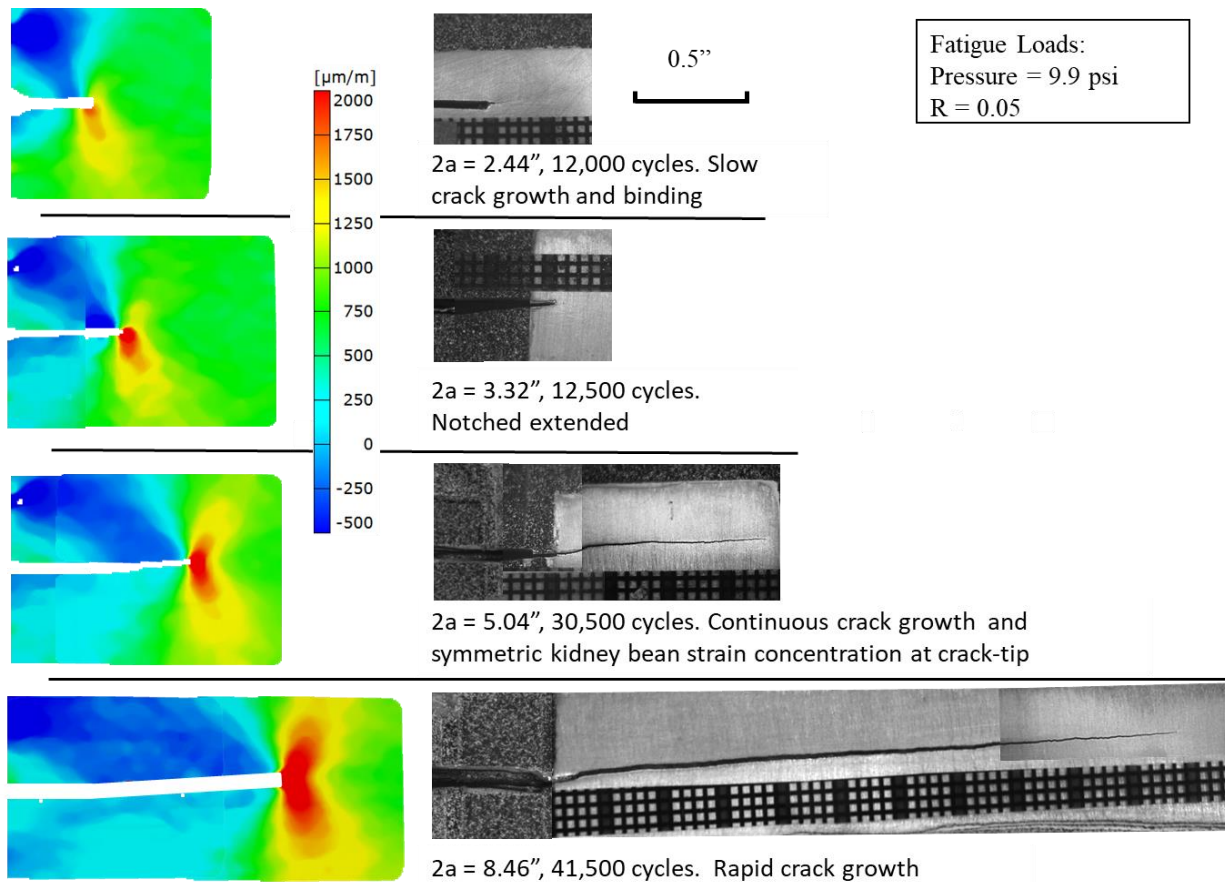 [µm/m]
2000
1750
1500
1250
1000
750
500
250
0
-250
-500
0.5”
Fatigue Loads:
Pressure = 9.9 psi
R = 0.05
2a = 2.44”, 12,000 cycles. Slow
crack growth and binding
2a = 3.32”, 12,500 cycles.
Notched extended
2a = 5.04”, 30,500 cycles. Continuous crack growth and
symmetric kidney bean strain concentration at crack-tip
2a = 8.46”, 41,500 cycles. Rapid crack growth